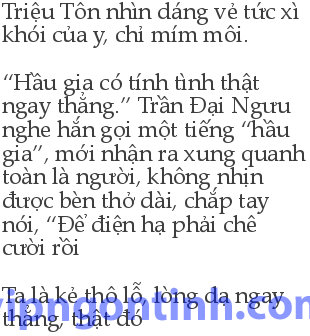 Triệu Tôn nhìn dáng vẻ tức xì
khói của y, chỉ mím môi.
“Hầu gia có tính tình thật
ngay thẳng.” Trần Đại Ngưu
nghe hắn gọi một tiếng “hầu
gia”, mới nhận ra xung quanh
toàn là người, không nhịn
được bèn thở dài, chắp tay
nói, “Để điện hạ phải chê
cười rồi
Ta là kẻ thô lỗ, lòng dạ ngay
thẳng, thật đó
vipngontinh.com